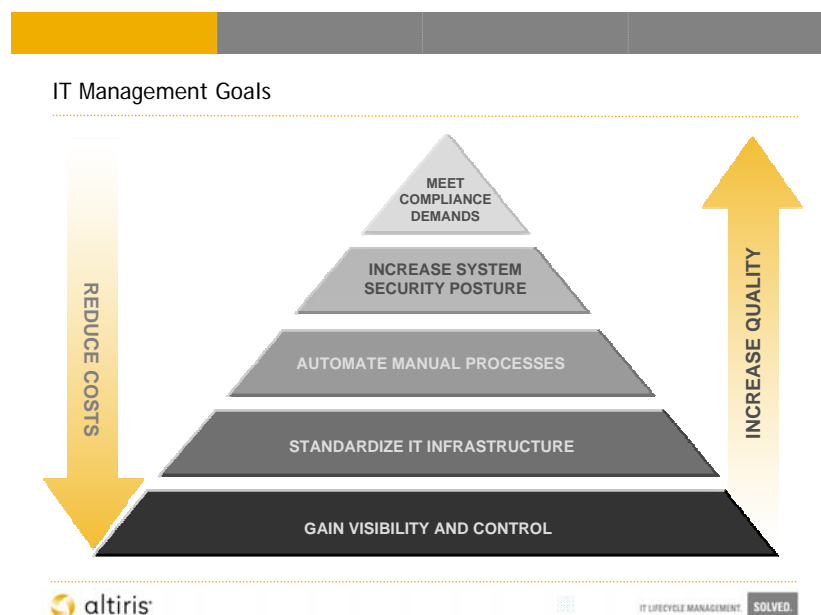 IT Management Goals
MEET
COMPLIANCE
DEMANDS
INCREASE SYSTEM
SECURITY POSTURE
AUTOMATE MANUAL PROCESSES
STANDARDIZE IT INFRASTRUCTURE
GAIN VISIBILITY AND CONTROL
REDUCE COSTS
INCREASE QUALITY
altiris
IT LIFECYCLE MANAGEMENT. SOLVED.